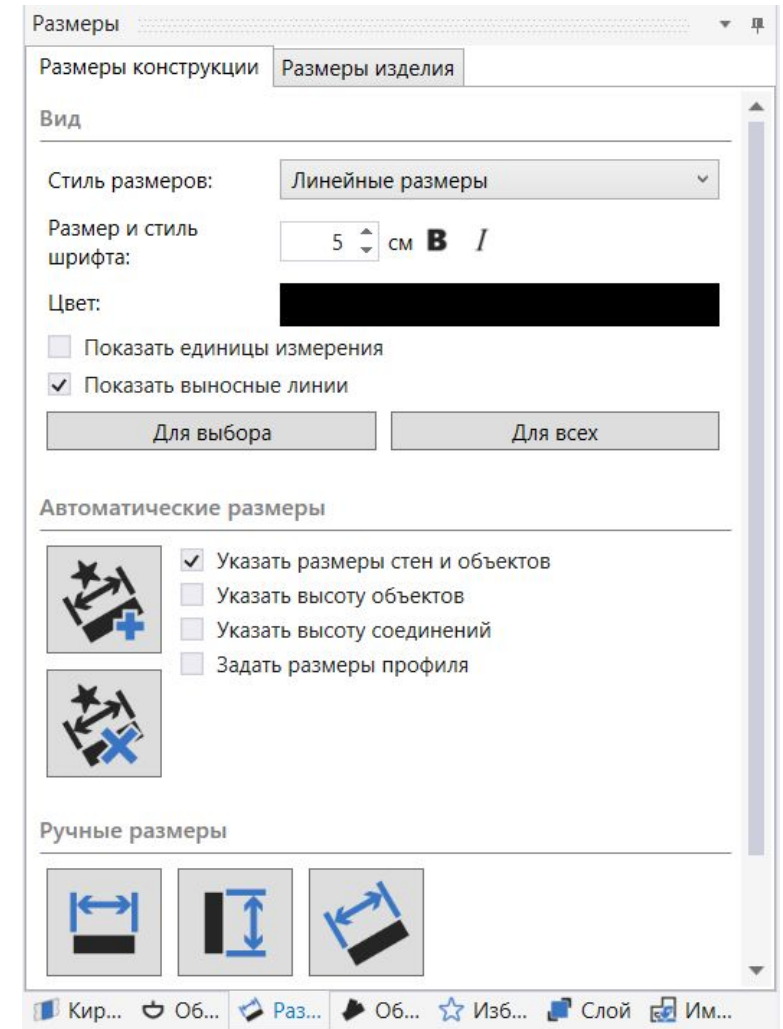 Размеры
Размеры конструкции
Размеры изделия
Вид
Стиль размеров:
Линейные размеры
Размер и стиль
шрифта:
5
см B I
Цвет:
Показать единицы измерения
Показать выносные линии
Для выбора
Для всех
Автоматические размеры
Указать размеры стен и объектов
Указать высоту объектов
Указать высоту соединений
Задать размеры профиля
Ручные размеры
Кир... Об... Раз... Об... Изб... Слой Им...